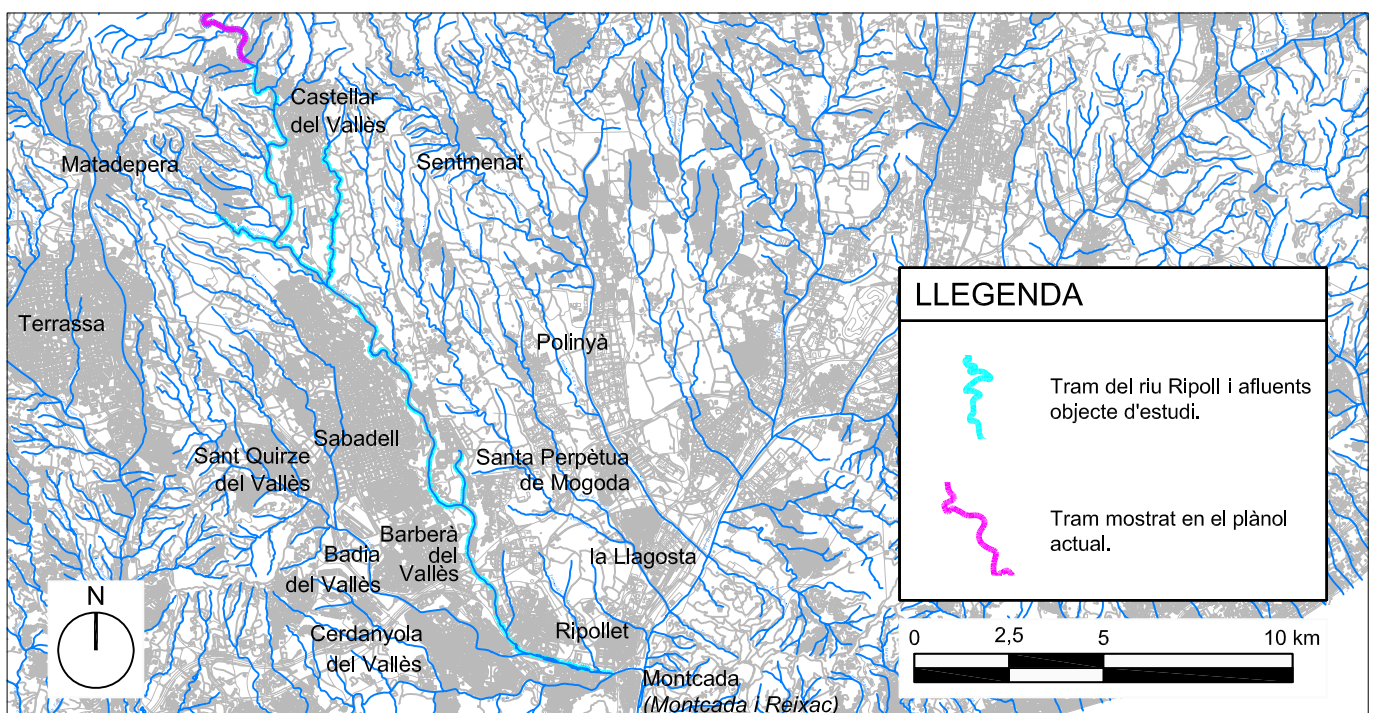 Castellar
del Vallès
Matadepera
Sentmenat
Terrassa
Polinyà
Sabadell
Sant Quirze
del Vallès
Santa Perpètua
de Mogoda
Barberà
del
Vallès
Badia
del Vallès
la Llagosta
Cerdanyola
del Vallès
Ripollet
Montcada
(Montcada i Reixac)
N
LLEGENDA
Tram del riu Ripoll i afluents
objecte d'estudi.
Tram mostrat en el plànol
actual.
0 2,5 5 10 km